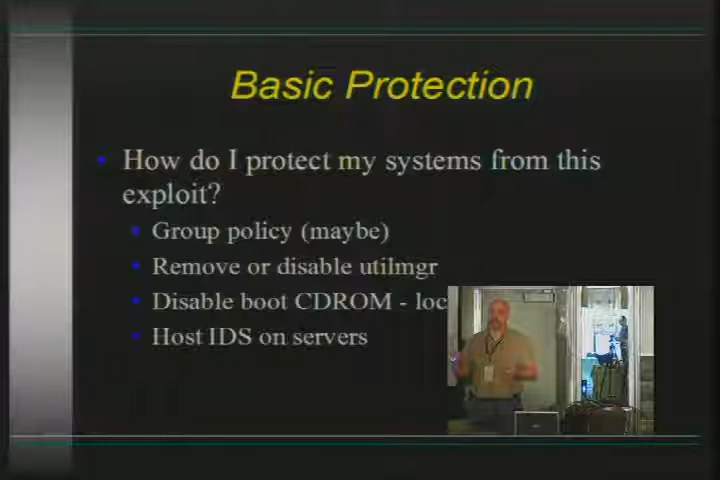 Basic Protection
• How do I protect my systems from this
exploit?
• Group policy (maybe)
• Remove or disable utilmgr
• Disable boot CDROM - loc
• Host IDS on servers